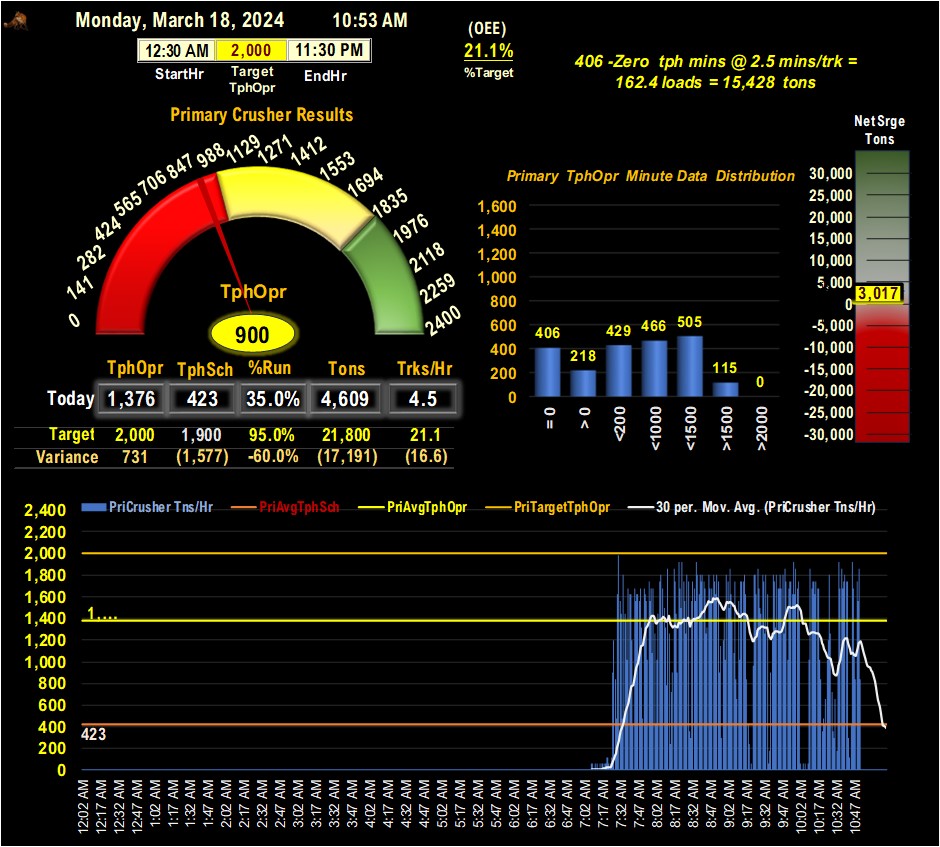 Monday, March 18, 2024 10:53 AM
12:30 AM 2,000 11:30 PM
StartHr Target TphOpr EndHr
(OEE)
21.1%
%Target
406 -Zero tph mins @ 2.5 mins/trk =
162.4 loads = 15,428 tons
Primary Crusher Results
0 141 282 424 565 706 847 988 1129 1271 1412 1553 1694 1835 1976 2118 2259 2400
TphOpr
900
TphOpr TphSch %Run Tons Trks/Hr
Today 1,376 423 35.0% 4,609 4.5
Target 2,000 1,900 95.0% 21,800 21.1
Variance 731 (1,577) -60.0% (17,191) (16.6)
Primary TphOpr Minute Data Distribution
1,600
1,400
1,200
1,000
800
600
400
200
0
406 218 429 466 505 115 0
= 0 > 0 <200 <1000 <1500 >1500 >2000
Net Srge
Tons
30,000
25,000
20,000
15,000
10,000
5,000
3,017
0
-5,000
-10,000
-15,000
-20,000
-25,000
-30,000
PriCrusher Tns/Hr PriAvgTphSch PriAvgTphOpr PriTargetTphOpr 30 per. Mov. Avg. (PriCrusher Tns/Hr)
2,400
2,200
2,000
1,800
1,600
1,400
1,200
1,000
800
600
400
200
0
1....
423
12:02 AM 12:17 AM 12:32 AM 12:47 AM 1:02 AM 1:17 AM 1:32 AM 1:47 AM 2:02 AM 2:17 AM 2:32 AM 2:47 AM 3:02 AM 3:17 AM 3:32 AM 3:47 AM 4:02 AM 4:17 AM 4:32 AM 4:47 AM 5:02 AM 5:17 AM 5:32 AM 5:47 AM 6:02 AM 6:17 AM 6:32 AM 6:47 AM 7:02 AM 7:17 AM 7:32 AM 7:47 AM 8:02 AM 8:17 AM 8:32 AM 8:47 AM 9:02 AM 9:17 AM 9:32 AM 9:47 AM 10:02 AM 10:17 AM 10:32 AM 10:47 AM